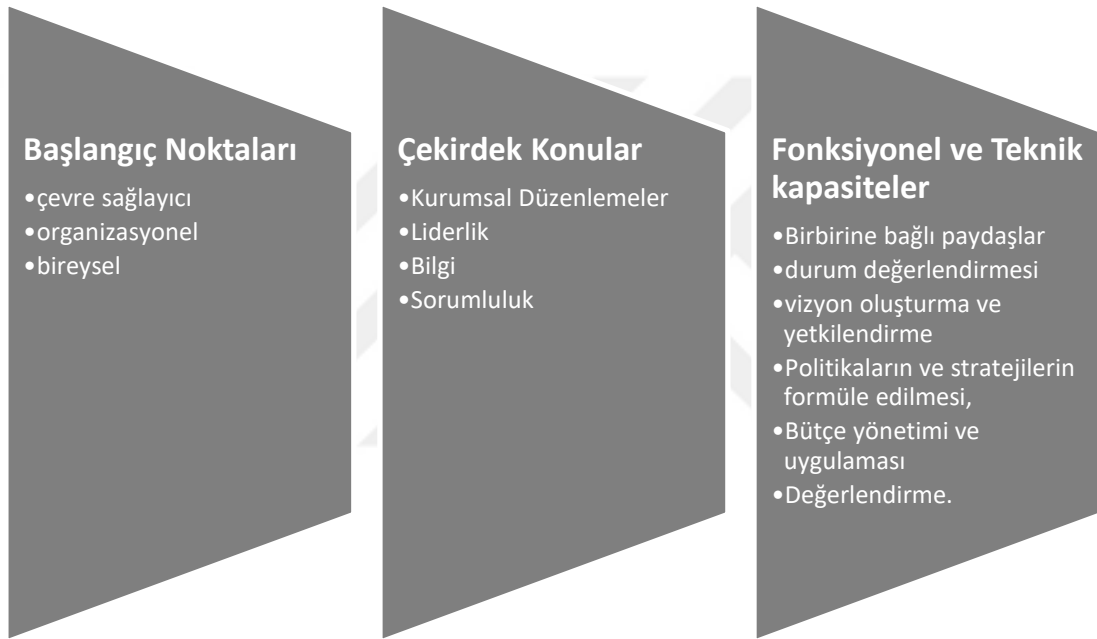 Başlangıç Noktaları
•çevre sağlayıcı
•organizasyonel
•bireysel
Çekirdek Konular
•Kurumsal Düzenlemeler
•Liderlik
•Bilgi
•Sorumluluk
Fonksiyonel ve Teknik
kapasiteler
•Birbirine bağlı paydaşlar
•durum değerlendirmesi
•vizyon oluşturma ve
yetkilendirme
•Politikaların ve stratejilerin
formüle edilmesi,
•Bütçe yönetimi ve
uygulaması
•Değerlendirme.